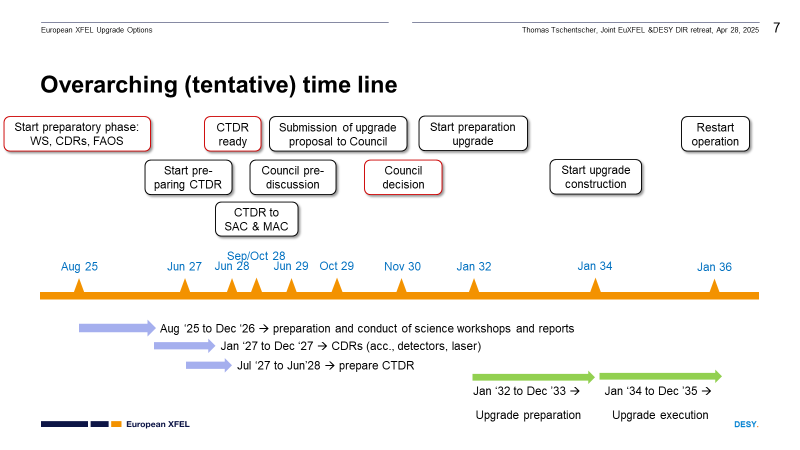 European XFEL Upgrade Options
Thomas Tschentscher, Joint EuXFEL &DESY DIR retreat, Apr 28, 2025
7
Overarching (tentative) time line
Start preparatory phase:
WS, CDRs, FAOS
CTDR
ready
Submission of upgrade
proposal to Council
Start preparation
upgrade
Restart
operation
Start pre-
paring CTDR
Council pre-
discussion
Council
decision
Start upgrade
construction
CTDR to
SAC & MAC
Sep/Oct 28
Aug 25
Jun 27
Jun 28
Jun 29
Oct 29
Nov 30
Jan 32
Jan 34
Jan 36
Aug ‘25 to Dec ‘26 → preparation and conduct of science workshops and reports
Jan ‘27 to Dec ‘27 → CDRs (acc., detectors, laser)
Jul ‘27 to Jun’28 → prepare CTDR
Jan ‘32 to Dec ’33 →
Upgrade preparation
Jan ‘34 to Dec ’35 →
Upgrade execution
European XFEL
DESY.